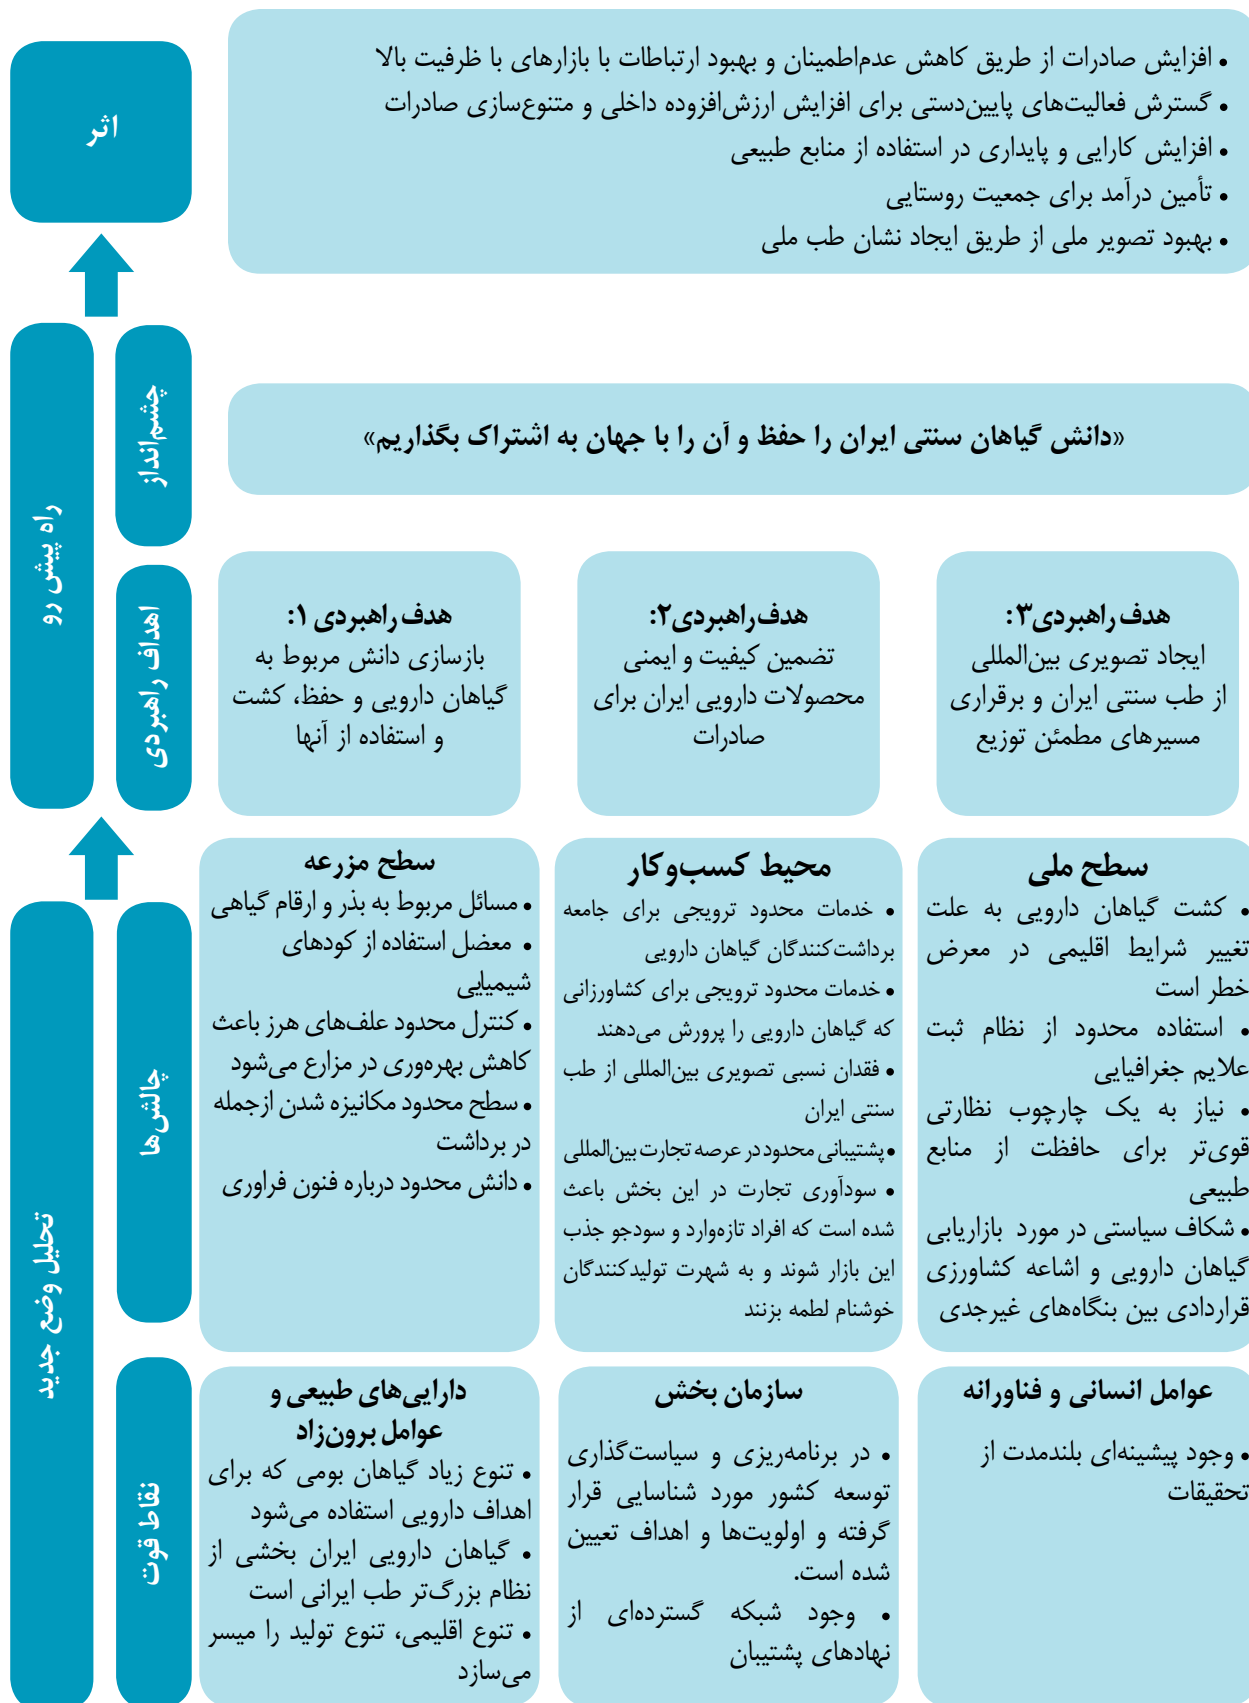 اثر
• افزایش صادرات از طریق کاهش عدم‌اطمینان و بهبود ارتباطات با بازارهای با ظرفیت بالا
• گسترش فعالیت‌های پایین‌دستی برای افزایش ارزش‌افزوده داخلی و متنوع‌سازی صادرات
• افزایش کارایی و پایداری در استفاده از منابع طبیعی
• تأمین درآمد برای جمعیت روستایی
• بهبود تصویر ملی از طریق ایجاد نشان طب ملی
راه پیش رو
چشم‌انداز
«دانش گیاهان سنتی ایران را حفظ و آن را با جهان به اشتراک بگذاریم»
اهداف راهبردی
هدف راهبردی ۱:
بازسازی دانش مربوط به
گیاهان دارویی و حفظ، کشت
و استفاده از آنها
هدف راهبردی۲:
تضمین کیفیت و ایمنی
محصولات دارویی ایران برای
صادرات
هدف راهبردی۳:
ایجاد تصویری بین‌المللی
از طب سنتی ایران و برقراری
مسیرهای مطمئن توزیع
تحلیل وضع جدید
چالش‌ها
سطح مزرعه
• مسائل مربوط به بذر و ارقام گیاهی
• معضل استفاده از کودهای
شیمیایی
• کنترل محدود علف‌های هرز باعث
کاهش بهره‌وری در مزارع می‌شود
• سطح محدود مکانیزه شدن ازجمله
در برداشت
• دانش محدود درباره فنون فراوری
محیط کسب‌وکار
• خدمات محدود ترویجی برای جامعه
برداشت‌کنندگان گیاهان دارویی
• خدمات محدود ترویجی برای کشاورزانی
که گیاهان دارویی را پرورش می‌دهند
• فقدان نسبی تصویری بین‌المللی از طب
سنتی ایران
• پشتیبانی محدود در عرصه تجارت بین‌المللی
• سودآوری تجارت در این بخش باعث
شده است که افراد تازه‌وارد و سودجو جذب
این بازار شوند و به شهرت تولیدکنندگان
خوشنام لطمه بزنند
سطح ملی
• کشت گیاهان دارویی به علت
تغییر شرایط اقلیمی در معرض
خطر است
• استفاده محدود از نظام ثبت
علایم جغرافیایی
• نیاز به یک چارچوب نظارتی
قوی‌تر برای حافظت از منابع
طبیعی
• شکاف سیاستی در مورد بازاریابی
گیاهان دارویی و اشاعه کشاورزی
قراردادی بین بنگاه‌های غیرجدی
نقاط قوت
دارایی‌های طبیعی و
عوامل برون‌زاد
• تنوع زیاد گیاهان بومی که برای
اهداف دارویی استفاده می‌شود
• گیاهان دارویی ایران بخشی از
نظام بزرگ‌تر طب ایرانی است
• تنوع اقلیمی، تنوع تولید را میسر
می‌سازد
سازمان بخش
• در برنامه‌ریزی و سیاست‌گذاری
توسعه کشور مورد شناسایی قرار
گرفته و اولویت‌ها و اهداف تعیین
شده است.
• وجود شبکه گسترده‌ای از
نهادهای پشتیبان
عوامل انسانی و فناورانه
• وجود پیشینه‌ای بلندمدت از
تحقیقات